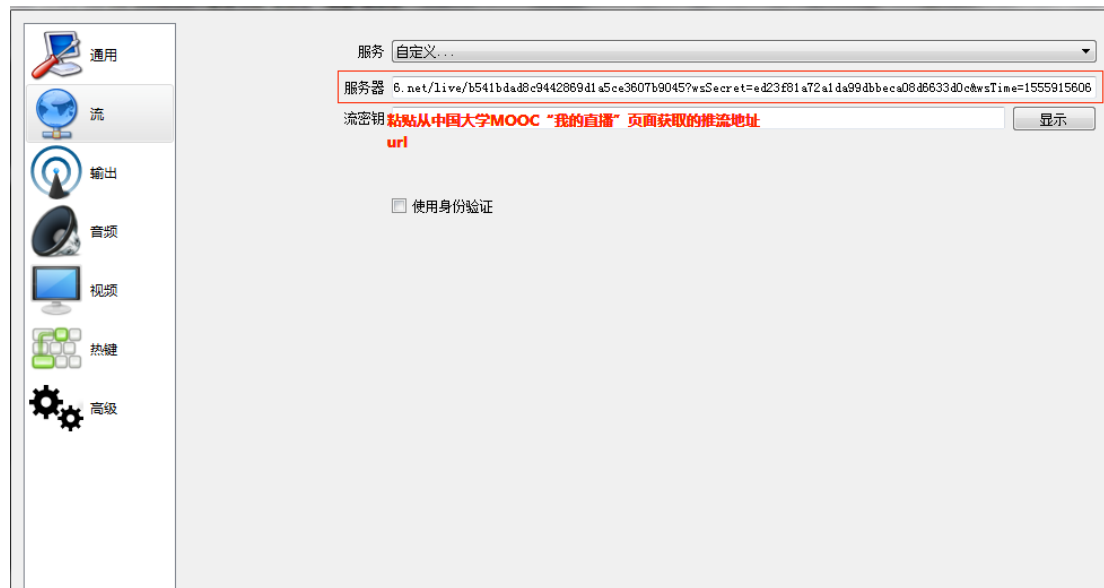 通用
流
输出
音频
视频
热键
高级
服务 自定义...
服务器 6.net/live/b541bdad8c9442869d1a5ce3607b9045?wsSecret=ed23f81a72a1da99dbbeca08d6633d0c&wsTime=1555915606
流密钥 粘贴从中国大学MOOC“我的直播”页面获取的推流地址 显示
url
使用身份验证